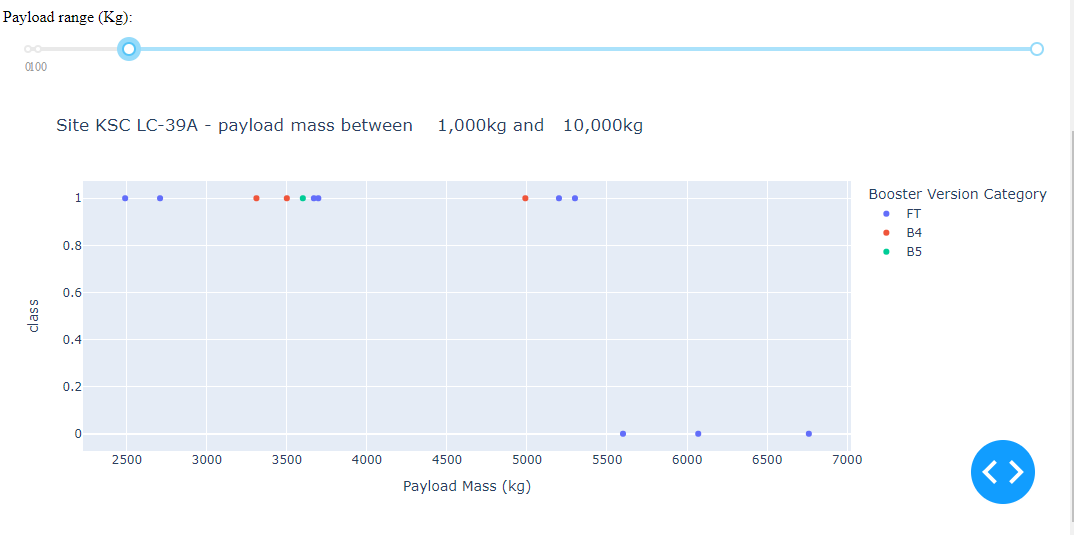 Payload range (Kg):
0100
Site KSC LC-39A - payload mass between 1,000kg and 10,000kg
Booster Version Category
FT
B4
B5
1
0.8
0.6
0.4
0.2
0
class
2500 3000 3500 4000 4500 5000 5500 6000 6500 7000
Payload Mass (kg)